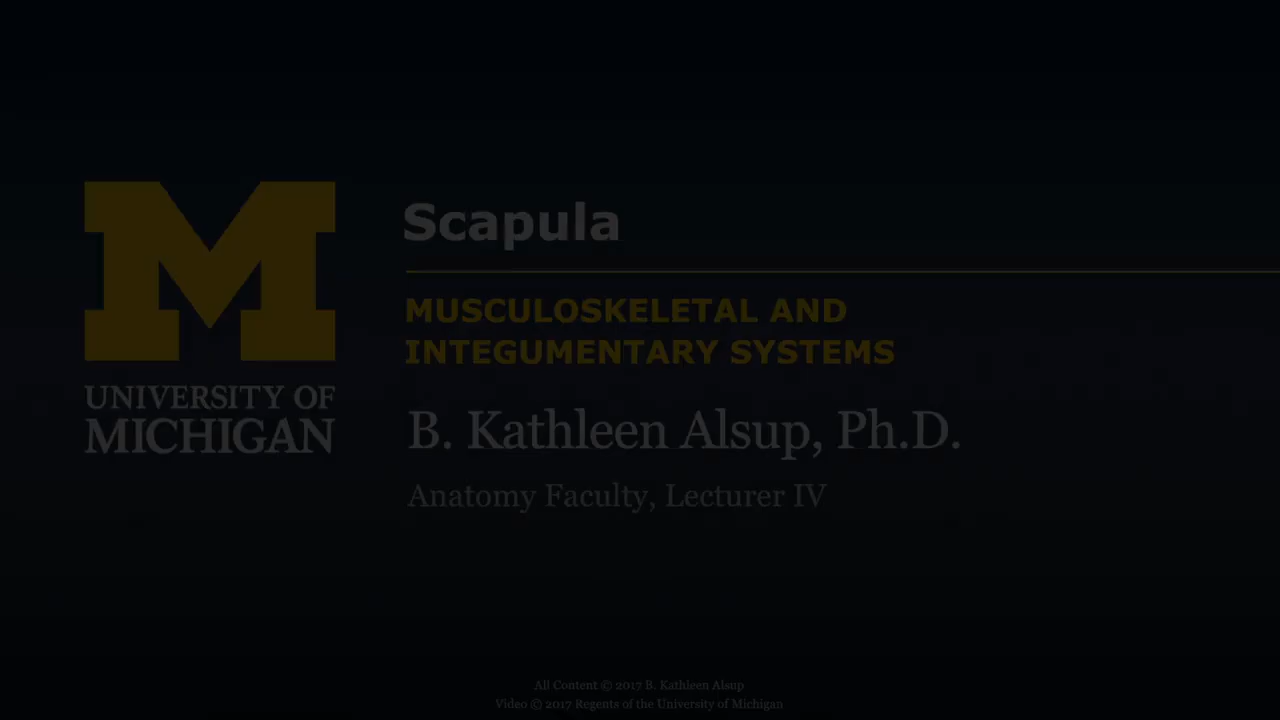 Scapula
MUSCULOSKELETAL AND
INTEGUMENTARY SYSTEMS
UNIVERSITY OF
MICHIGAN
B. Kathleen Alsup, Ph.D.
Anatomy Faculty, Lecturer IV
All Content © 2017 B. Kathleen Alsup
Video © 2017 Regents of the University of Michigan